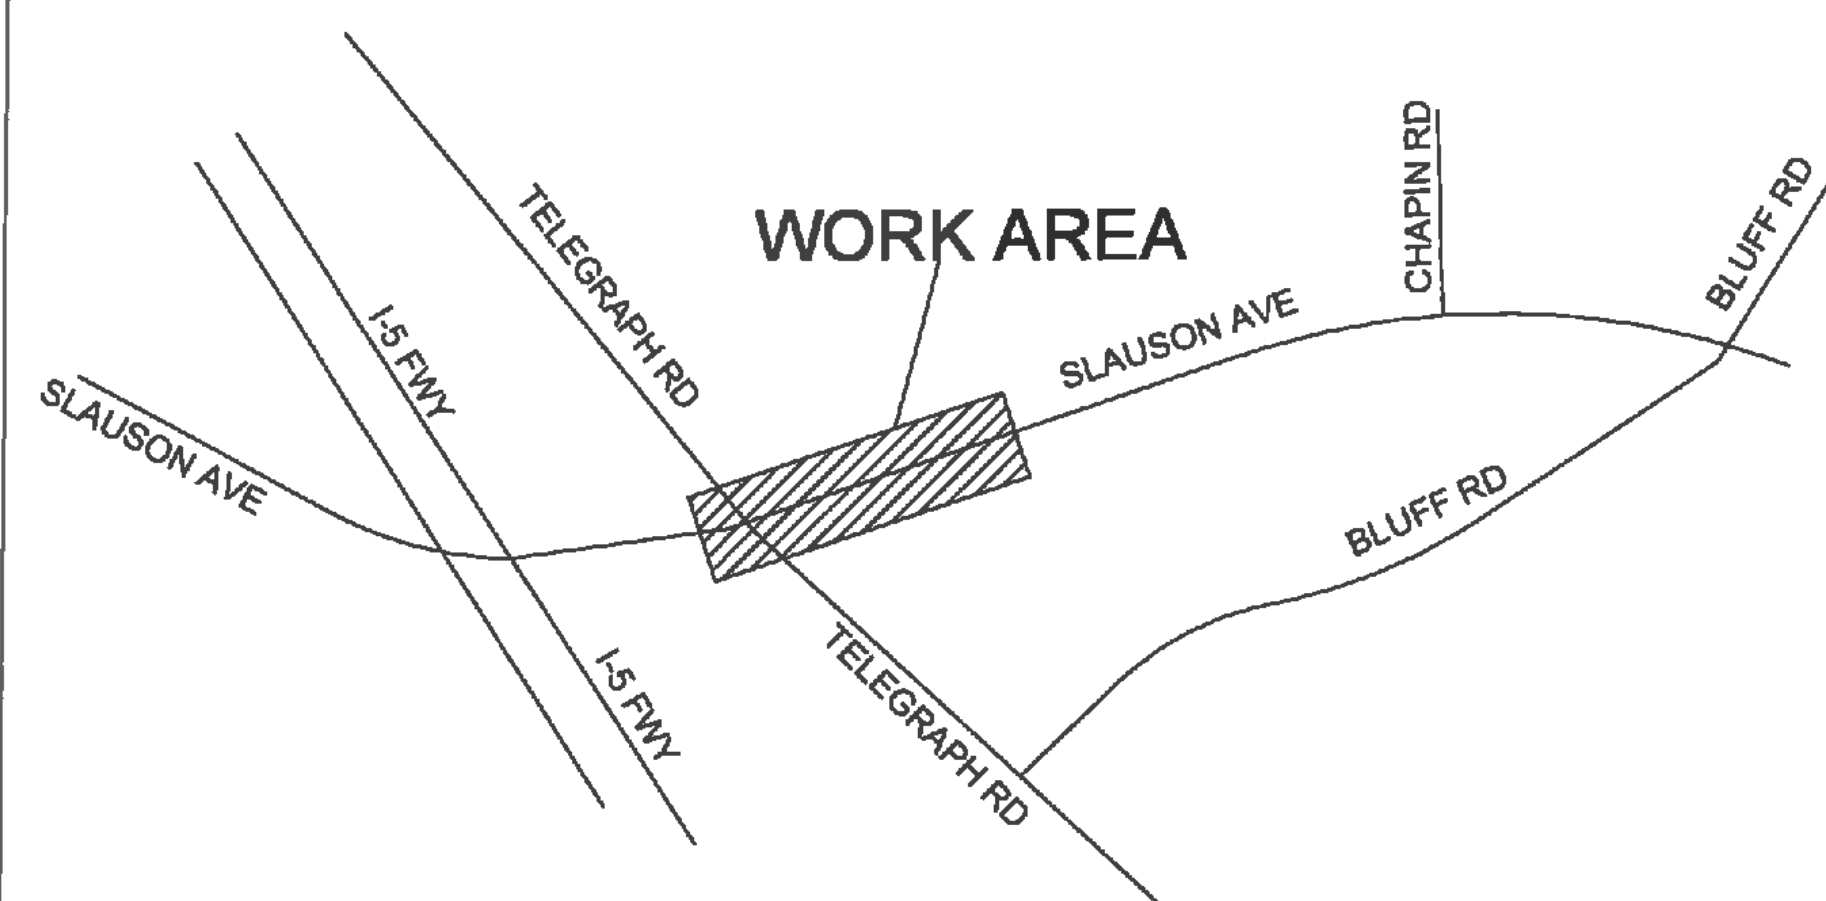 CHAPIN RD
BLUFF RD
TELEGRAPH RD
WORK AREA
SLAUSON AVE
I-5 FWY
SLAUSON AVE
BLUFF RD
I-5 FWY
TELEGRAPH RD